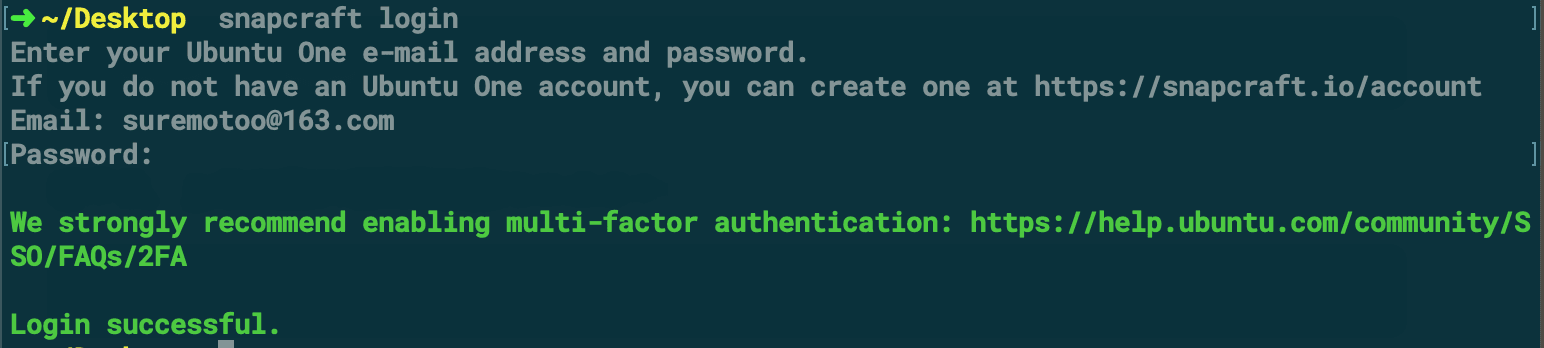 ➜ ~/Desktop snapcraft login
Enter your Ubuntu One e-mail address and password.
If you do not have an Ubuntu One account, you can create one at https://snapcraft.io/account
Email: suremotoo@163.com
Password:
We strongly recommend enabling multi-factor authentication: https://help.ubuntu.com/community/S
SO/FAQs/2FA
Login successful.